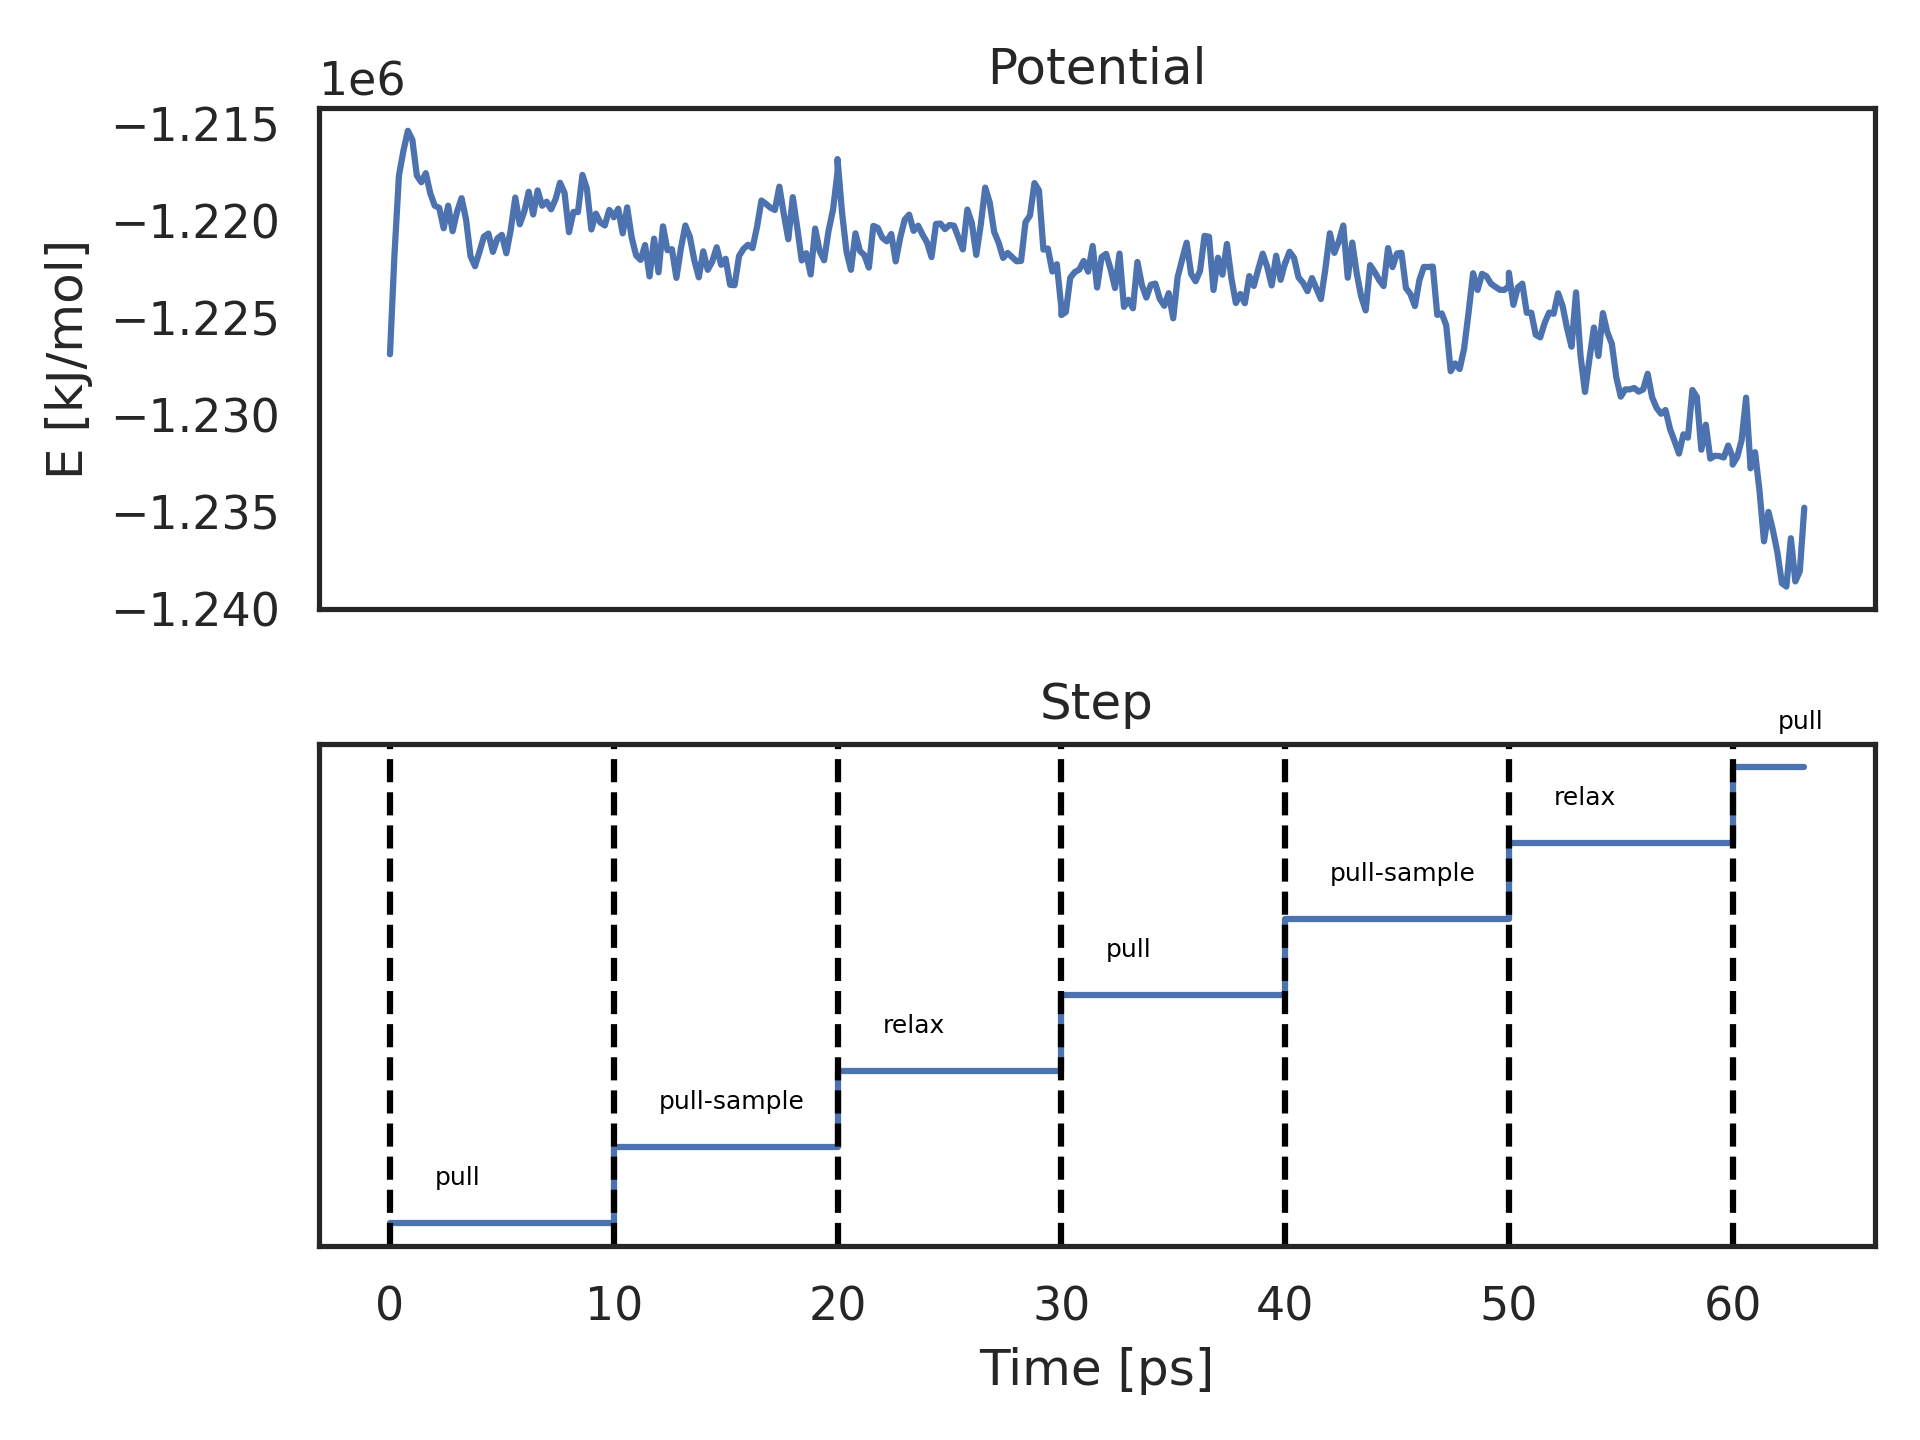 Potential
1e6
−1.215
−1.220
−1.225
−1.230
−1.235
−1.240
E [kJ/mol]
Step
pull
relax
pull-sample
pull
relax
pull-sample
pull
0 10 20 30 40 50 60
Time [ps]